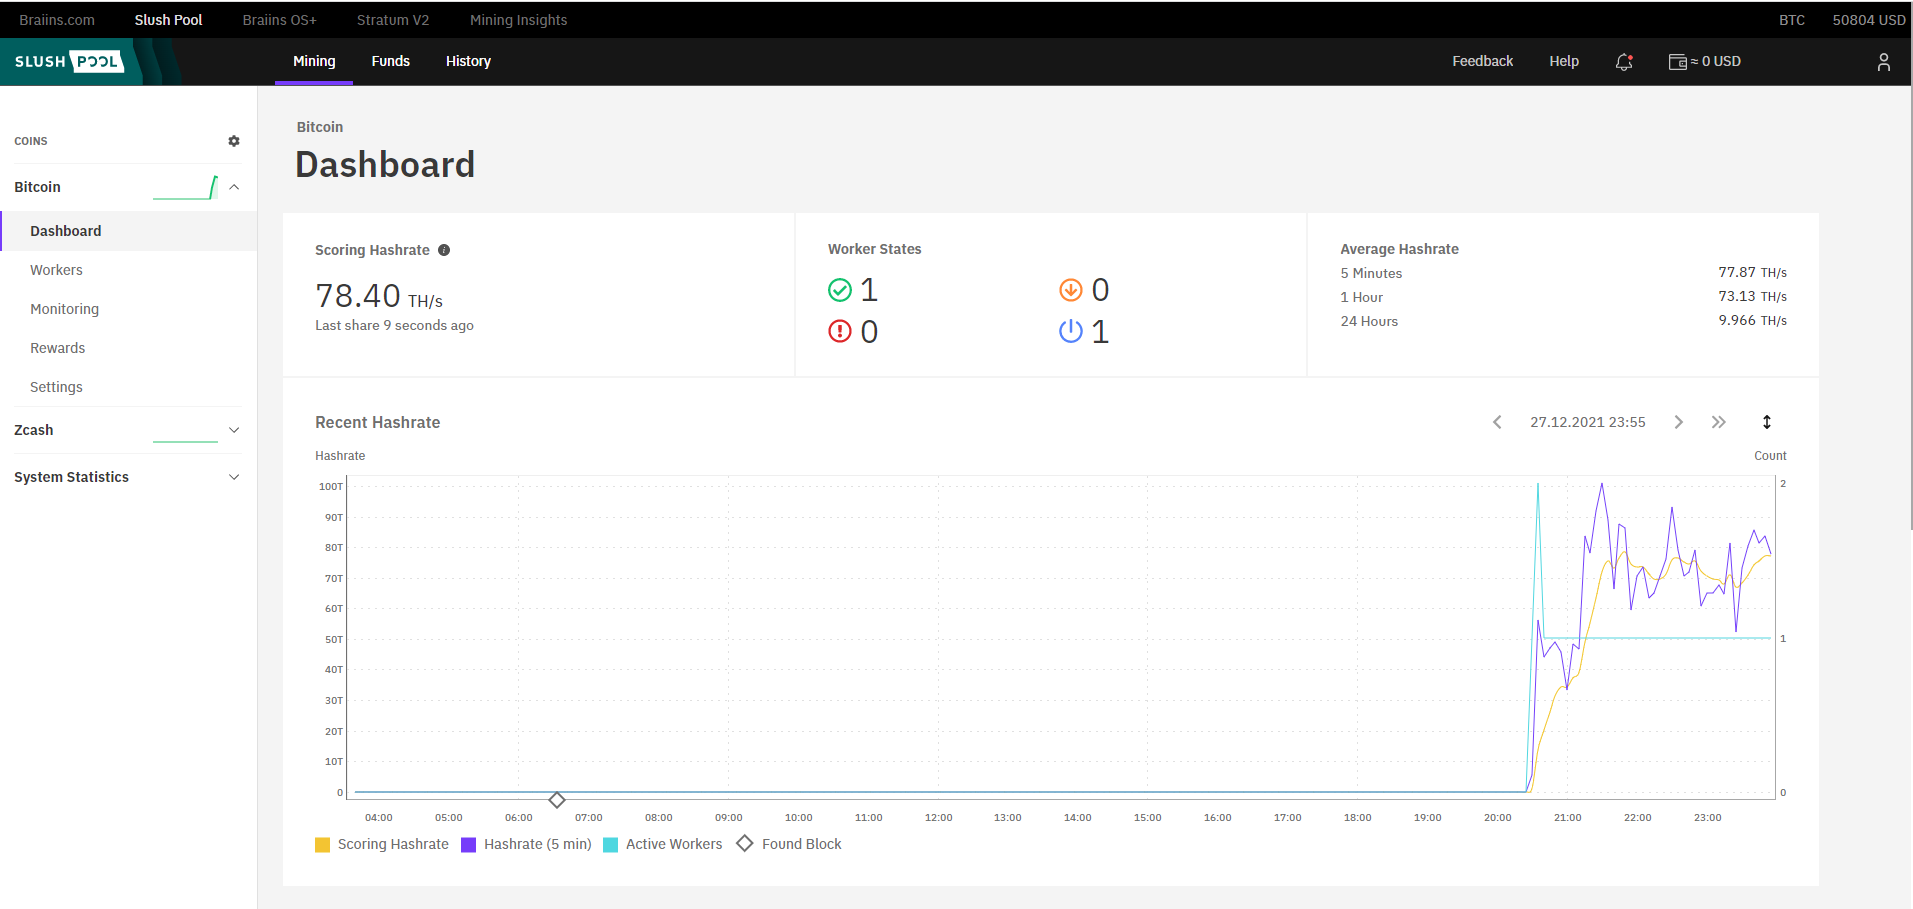 Braiins.com Slush Pool Braiins OS+ Stratum V2 Mining Insights BTC 50804 USD
SLUSH POOL Mining Funds History Feedback Help ≈ 0 USD
COINS
Bitcoin
Dashboard
Workers
Monitoring
Rewards
Settings
Zcash
System Statistics
Bitcoin
Dashboard
Scoring Hashrate
78.40 TH/s
Last share 9 seconds ago
Worker States
1 0
0 1
Average Hashrate
5 Minutes 77.87 TH/s
1 Hour 73.13 TH/s
24 Hours 9.966 TH/s
Recent Hashrate 27.12.2021 23:55
Hashrate Count
100T 2
90T
80T
70T
60T
50T 1
40T
30T
20T
10T
0 0
04:00 05:00 06:00 07:00 08:00 09:00 10:00 11:00 12:00 13:00 14:00 15:00 16:00 17:00 18:00 19:00 20:00 21:00 22:00 23:00
Scoring Hashrate Hashrate (5 min) Active Workers Found Block